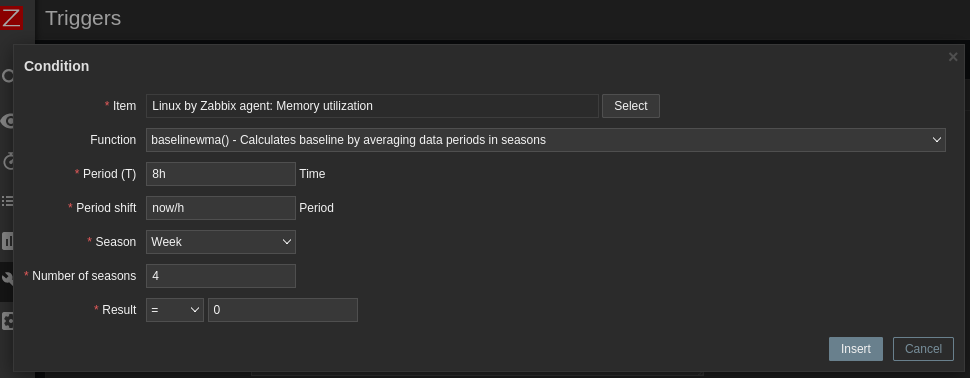 Z
Triggers
Condition
×
* Item Linux by Zabbix agent: Memory utilization Select
Function baselinewma() - Calculates baseline by averaging data periods in seasons
* Period (T) 8h Time
* Period shift now/h Period
* Season Week
* Number of seasons 4
* Result = 0
Insert Cancel